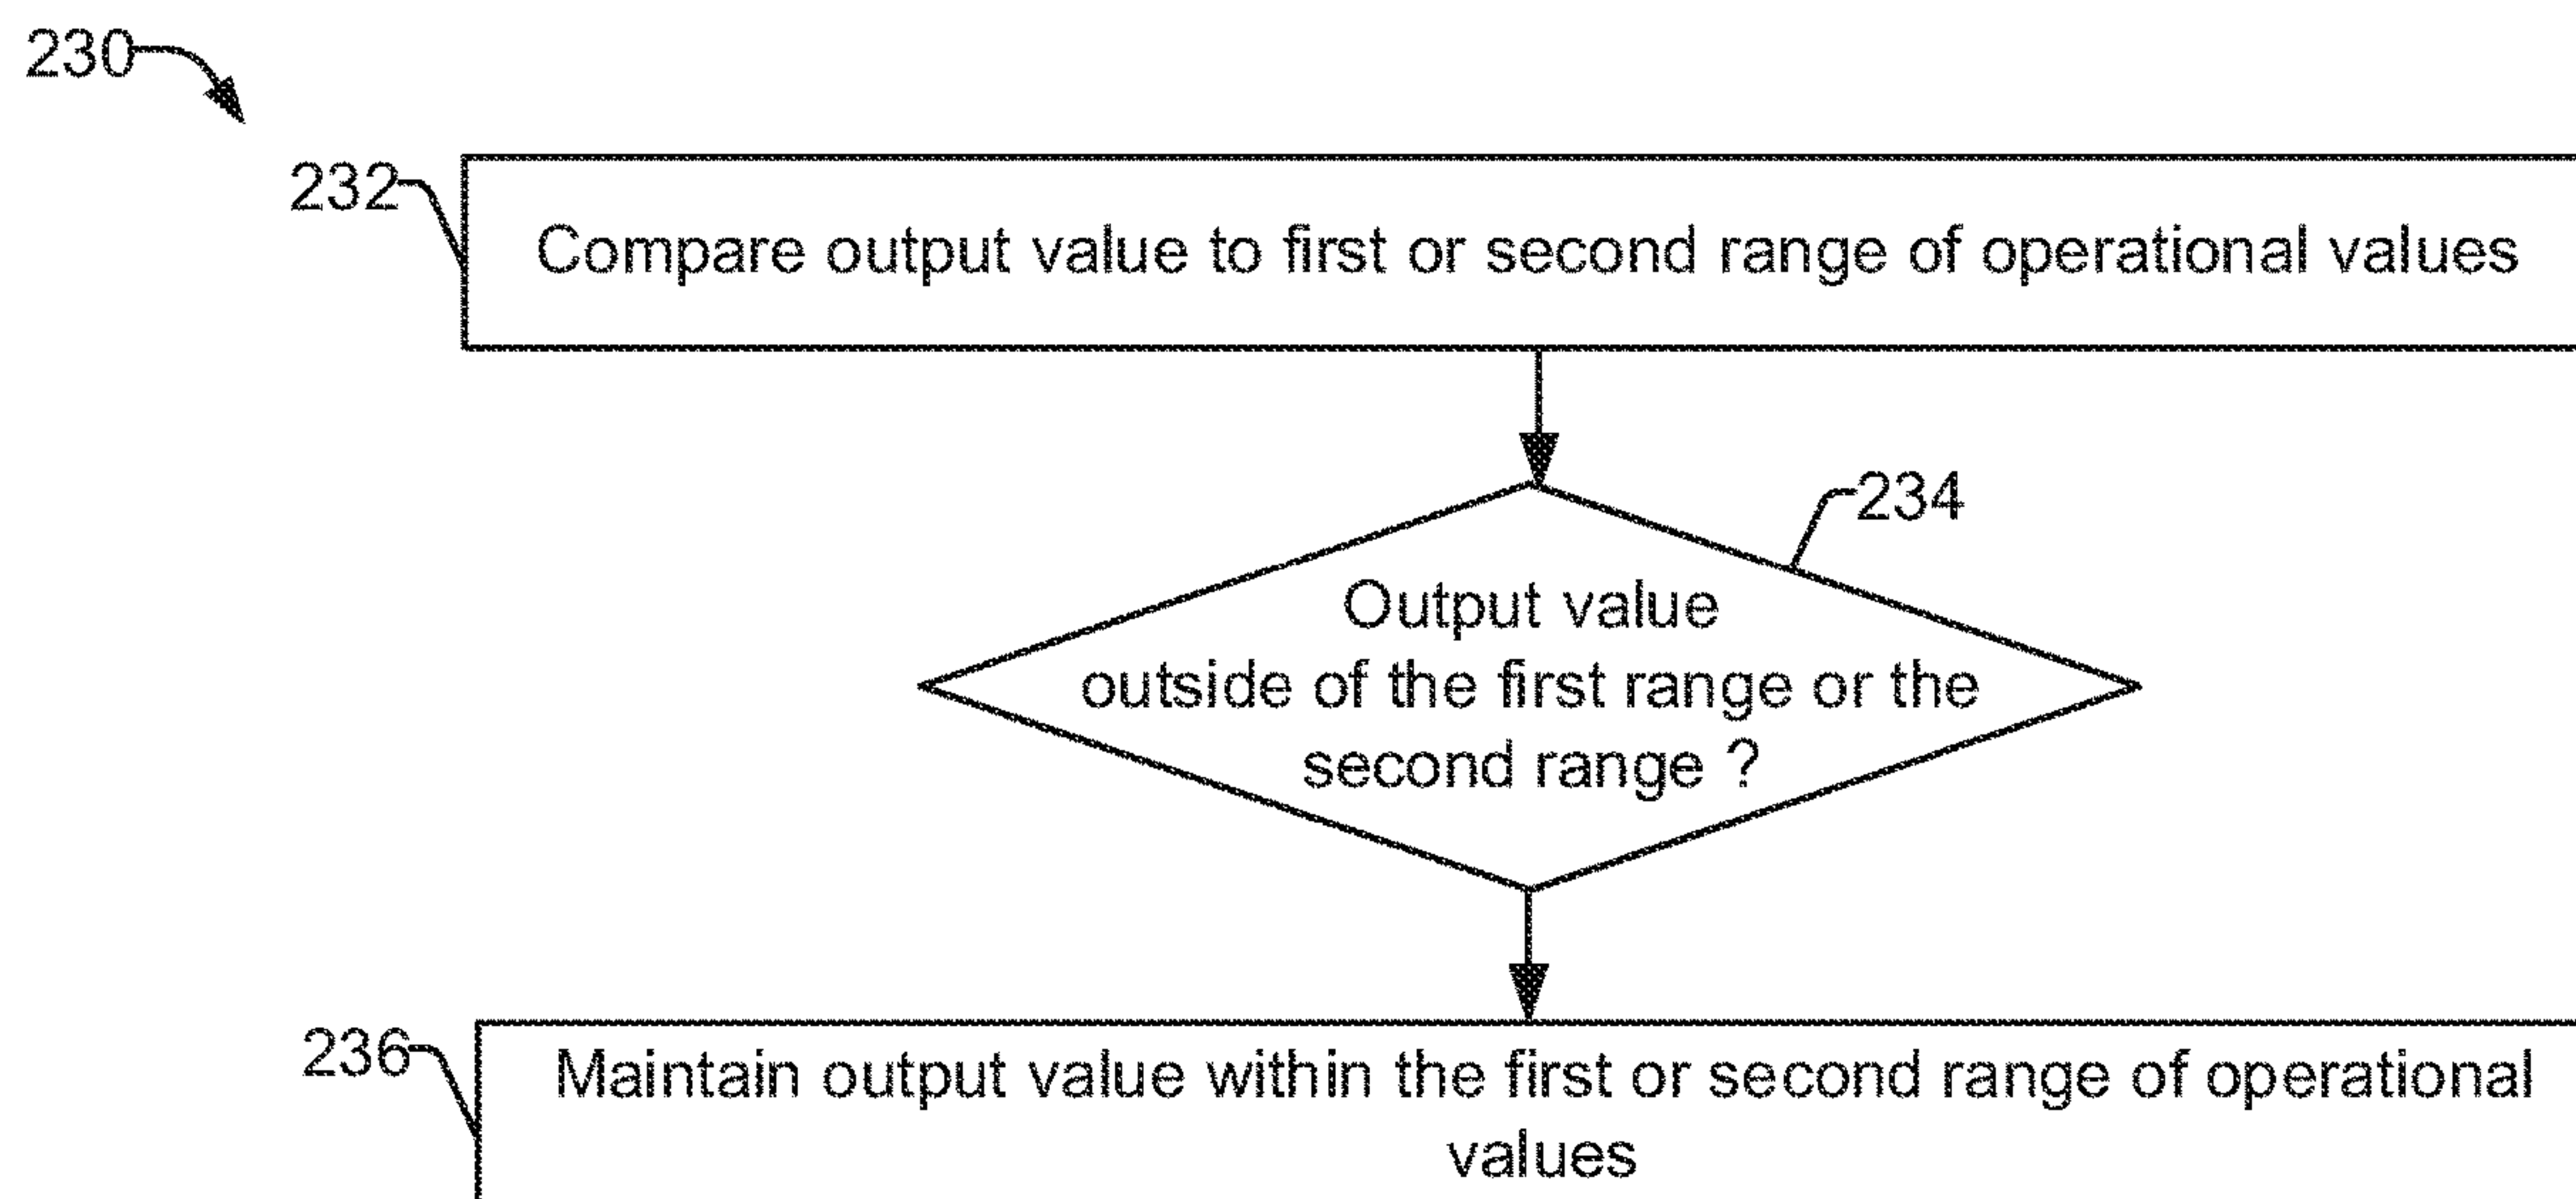 230
232
Compare output value to first or second range of operational values
234
Output value
outside of the first range or the
second range ?
236
Maintain output value within the first or second range of operational
values